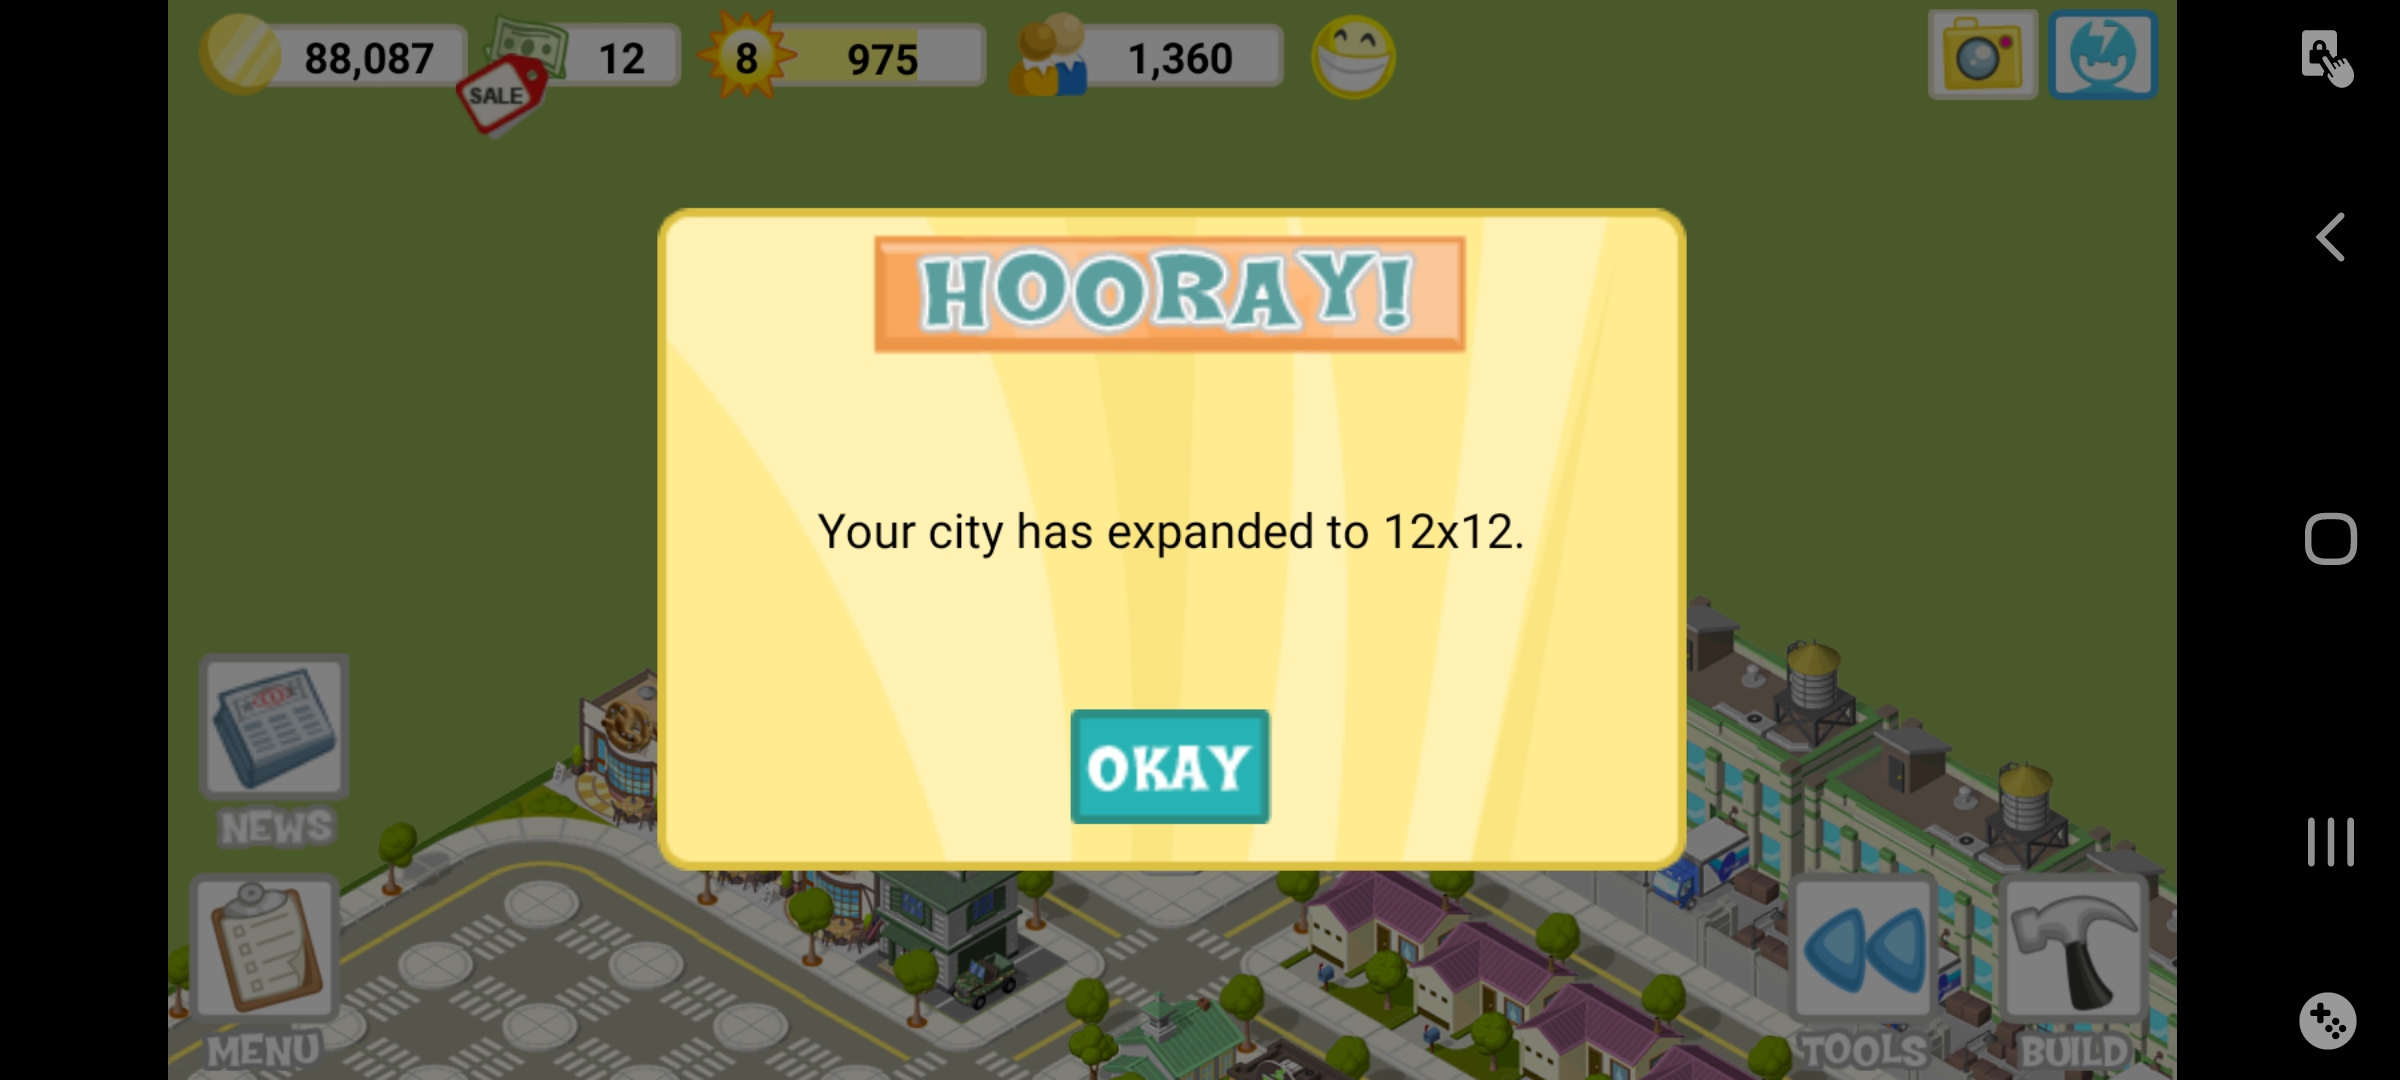 88,087
12
8
975
1,360
SALE
HOORAY!
Your city has expanded to 12x12.
OKAY
NEWS
MENU
TOOLS
BUILD